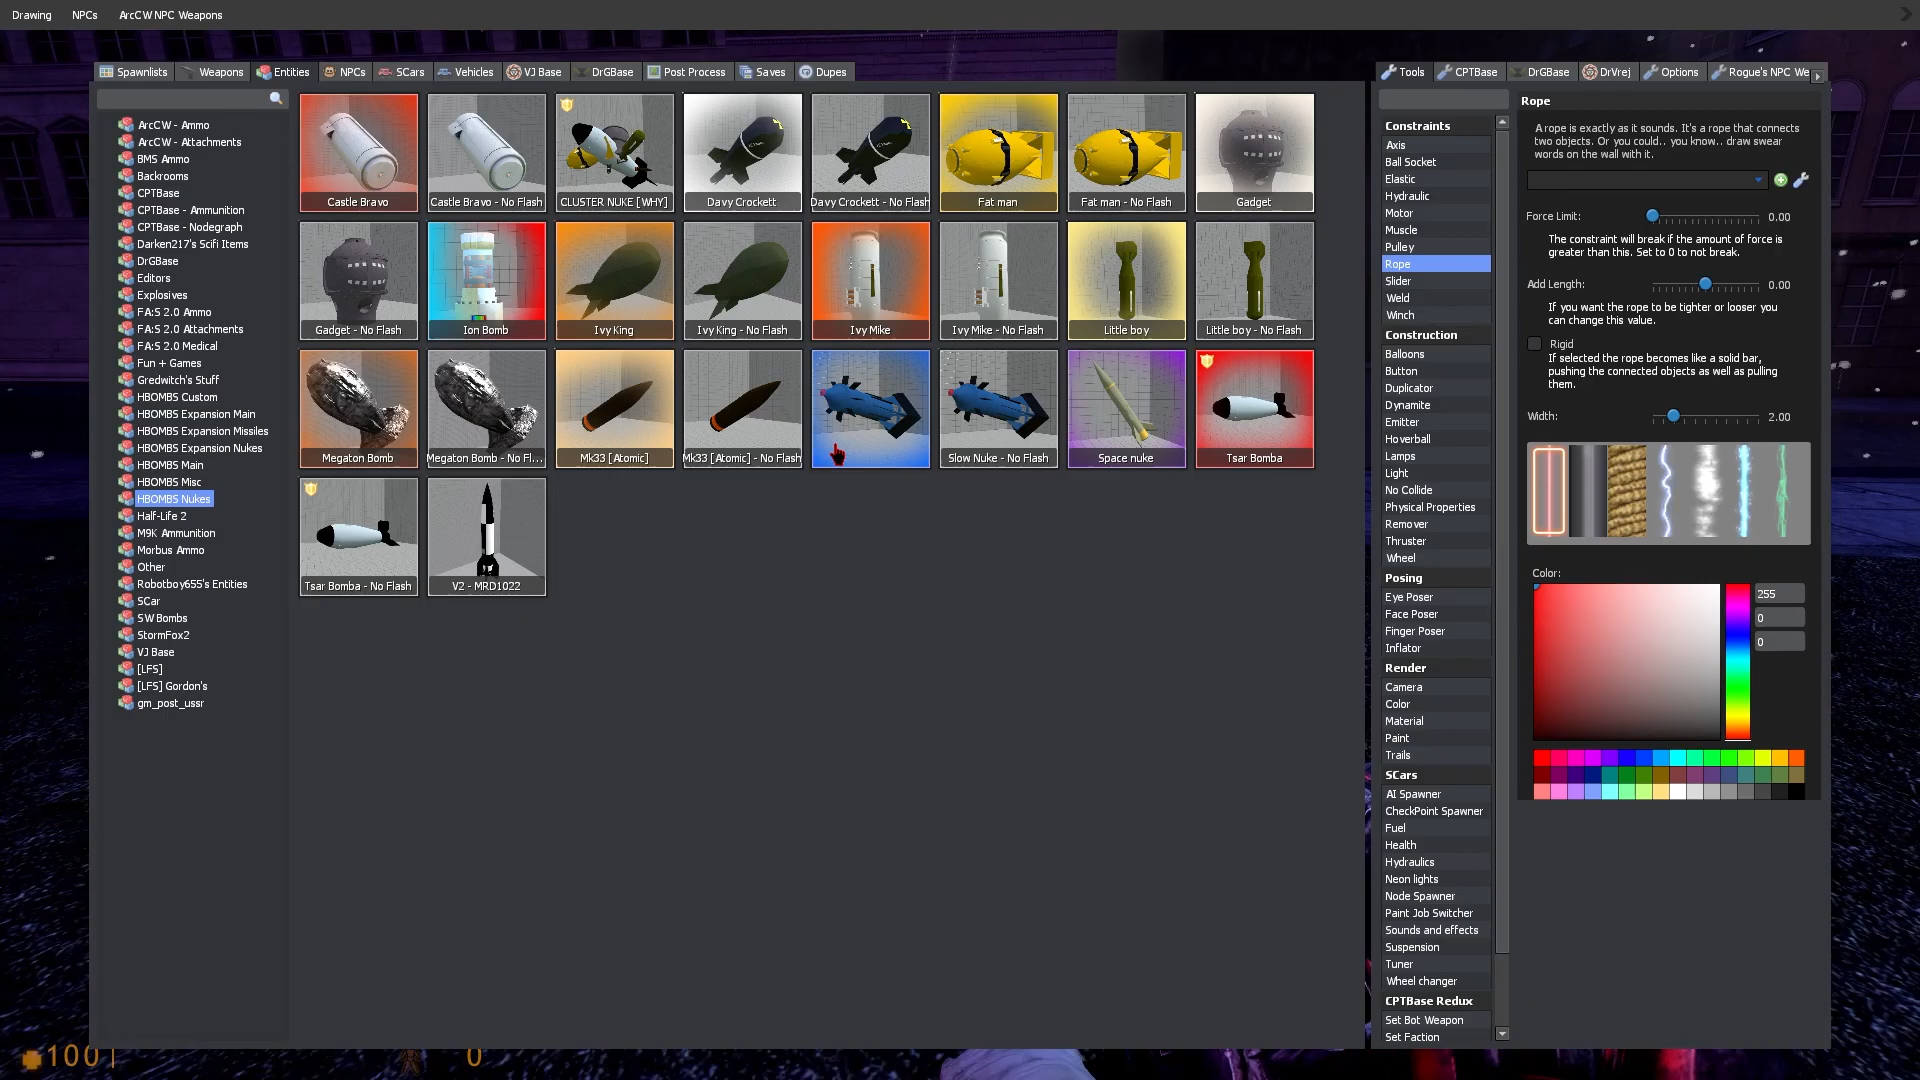 Drawing NPCs ArcCW NPC Weapons
Spawnlists Weapons Entities NPCs SCars Vehicles VJ Base DrGBase Post Process Saves Dupes
Tools CPTBase DrGBase DrVrej Options Rogue's NPC We
ArcCW - Ammo
ArcCW - Attachments
BMS Ammo
Backrooms
CPTBase
CPTBase - Ammunition
CPTBase - Nodegraph
Darken217's Scifi Items
DrGBase
Editors
Explosives
FA:S 2.0 Ammo
FA:S 2.0 Attachments
FA:S 2.0 Medical
Fun + Games
Gredwitch's Stuff
HBOMBS Custom
HBOMBS Expansion Main
HBOMBS Expansion Missiles
HBOMBS Expansion Nukes
HBOMBS Main
HBOMBS Misc
HBOMBS Nukes
Half-Life 2
M9K Ammunition
Morbus Ammo
Other
Robotboy655's Entities
SCar
SW Bombs
StormFox2
VJ Base
[LFS]
[LFS] Gordon's
gm_post_ussr
Castle Bravo
Castle Bravo - No Flash
CLUSTER NUKE [WHY]
Davy Crockett
Davy Crockett - No Flash
Fat man
Fat man - No Flash
Gadget
Gadget - No Flash
Ion Bomb
Ivy King
Ivy King - No Flash
Ivy Mike
Ivy Mike - No Flash
Little boy
Little boy - No Flash
Megaton Bomb
Megaton Bomb - No Fl...
Mk33 [Atomic]
Mk33 [Atomic] - No Flash
Slow Nuke - No Flash
Space nuke
Tsar Bomba
Tsar Bomba - No Flash
V2 - MRD1022
Constraints
Axis
Ball Socket
Elastic
Hydraulic
Motor
Muscle
Pulley
Rope
Slider
Weld
Winch
Construction
Balloons
Button
Duplicator
Dynamite
Emitter
Hoverball
Lamps
Light
No Collide
Physical Properties
Remover
Thruster
Wheel
Posing
Eye Poser
Face Poser
Finger Poser
Inflator
Render
Camera
Color
Material
Paint
Trails
SCars
AI Spawner
CheckPoint Spawner
Fuel
Health
Hydraulics
Neon lights
Node Spawner
Paint Job Switcher
Sounds and effects
Suspension
Tuner
Wheel changer
CPTBase Redux
Set Bot Weapon
Set Faction
Rope
A rope is exactly as it sounds. It's a rope that connects
two objects. Or you could.. you know.. draw swear
words on the wall with it.
Force Limit: 0.00
The constraint will break if the amount of force is
greater than this. Set to 0 to not break.
Add Length: 0.00
If you want the rope to be tighter or looser you
can change this value.
Rigid
If selected the rope becomes like a solid bar,
pushing the connected objects as well as pulling
them.
Width: 2.00
Color:
255
0
0
100
0